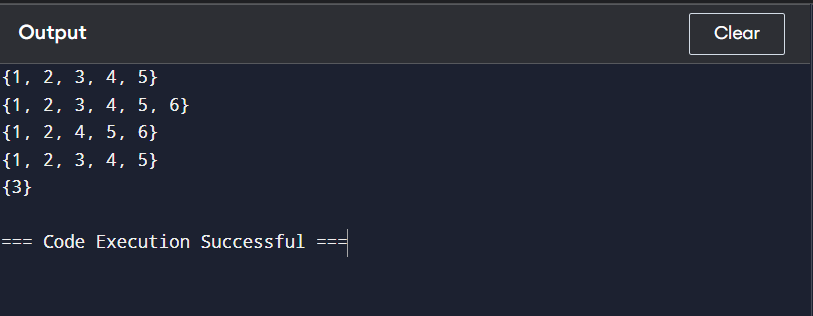 Output
Clear
{1, 2, 3, 4, 5}
{1, 2, 3, 4, 5, 6}
{1, 2, 4, 5, 6}
{1, 2, 3, 4, 5}
{3}
=== Code Execution Successful ===